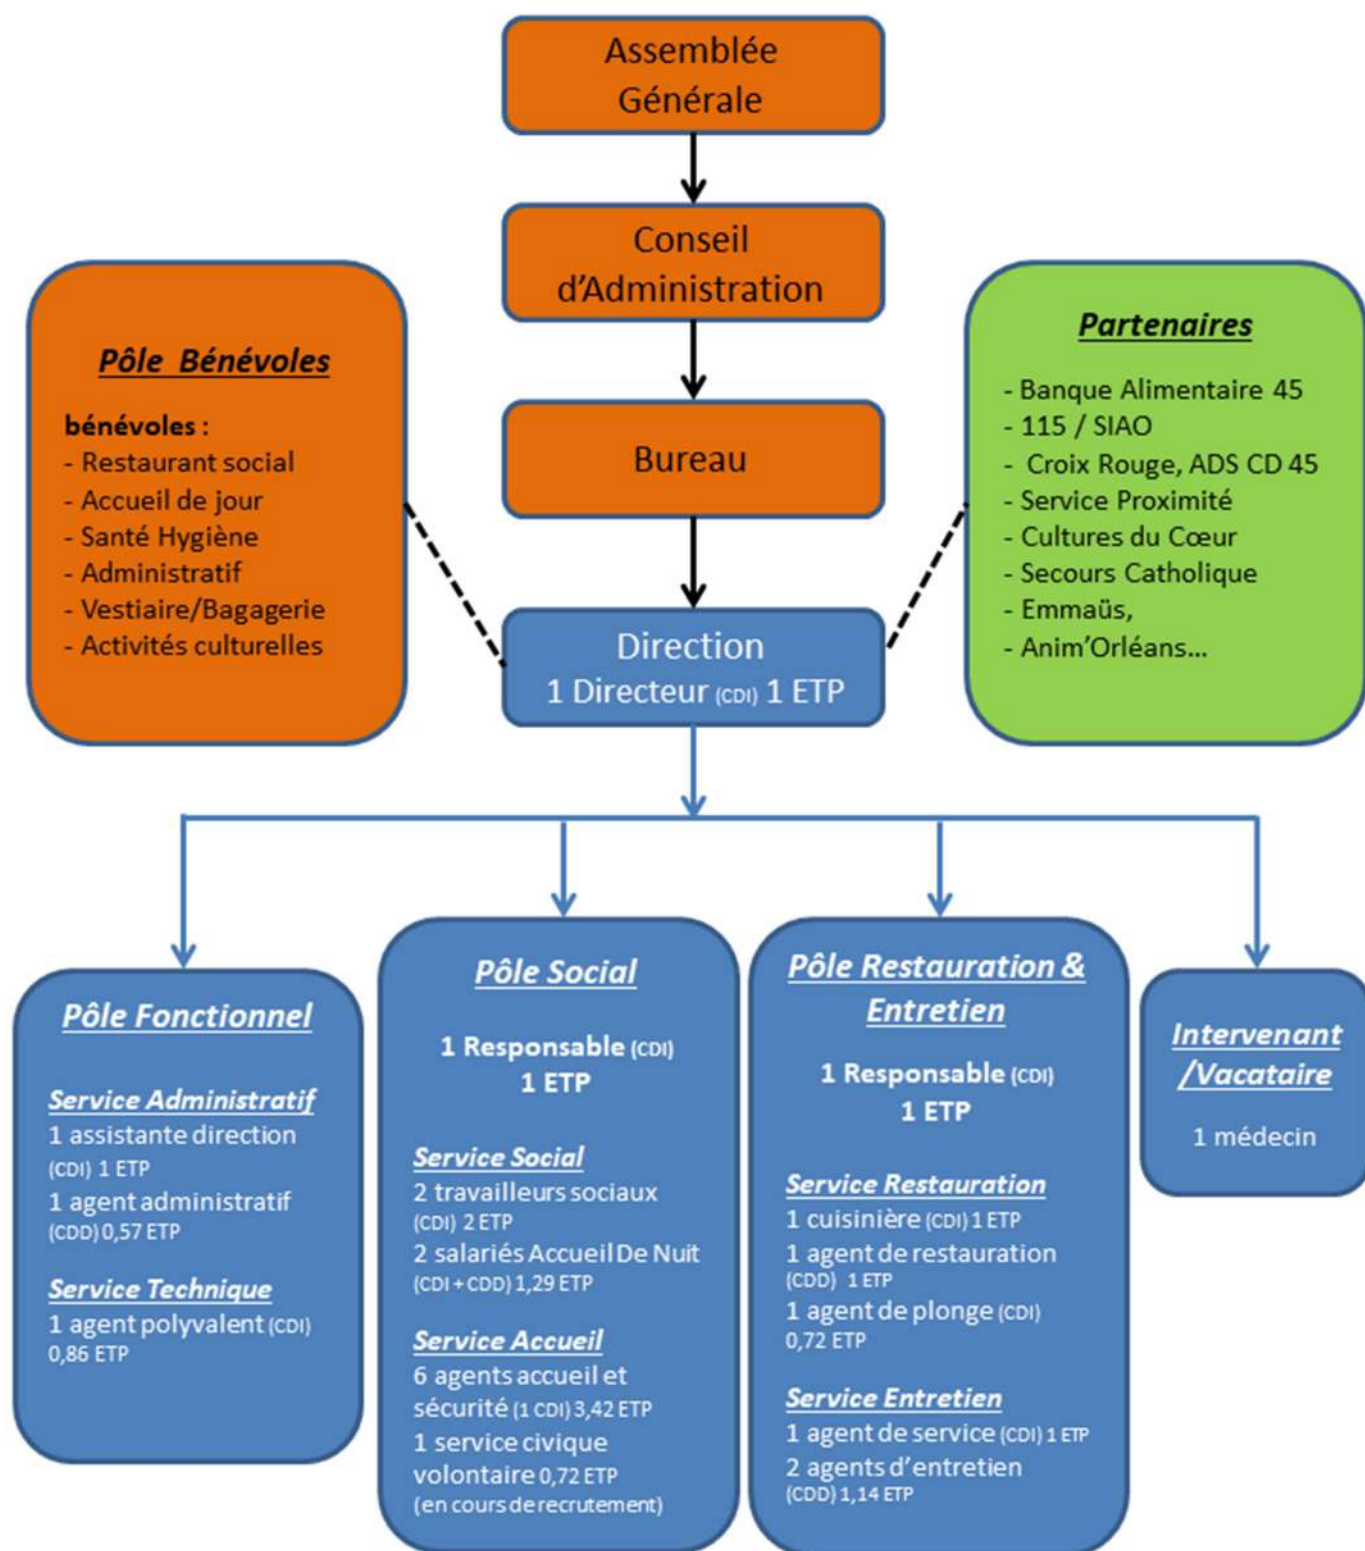 Assemblée
Générale
Conseil
d'Administration
Bureau
Pôle Bénévoles
bénévoles :
- Restaurant social
- Accueil de jour
- Santé Hygiène
- Administratif
- Vestiaire/Bagagerie
- Activités culturelles
Partenaires
- Banque Alimentaire 45
- 115 / SIAO
- Croix Rouge, ADS CD 45
- Service Proximité
- Cultures du Cœur
- Secours Catholique
- Emmaüs,
- Anim'Orléans...
Direction
1 Directeur (CDI) 1 ETP
Pôle Fonctionnel
Service Administratif
1 assistante direction
(CDI) 1 ETP
1 agent administratif
(CDD) 0,57 ETP
Service Technique
1 agent polyvalent (CDI)
0,86 ETP
Pôle Social
1 Responsable (CDI)
1 ETP
Service Social
2 travailleurs sociaux
(CDI) 2 ETP
2 salariés Accueil De Nuit
(CDI + CDD) 1,29 ETP
Service Accueil
6 agents accueil et
sécurité (1 CDI) 3,42 ETP
1 service civique
volontaire 0,72 ETP
(en cours de recrutement)
Pôle Restauration &
Entretien
1 Responsable (CDI)
1 ETP
Service Restauration
1 cuisinière (CDI) 1 ETP
1 agent de restauration
(CDD) 1 ETP
1 agent de plonge (CDI)
0,72 ETP
Service Entretien
1 agent de service (CDI) 1 ETP
2 agents d'entretien
(CDD) 1,14 ETP
Intervenant
/Vacataire
1 médecin